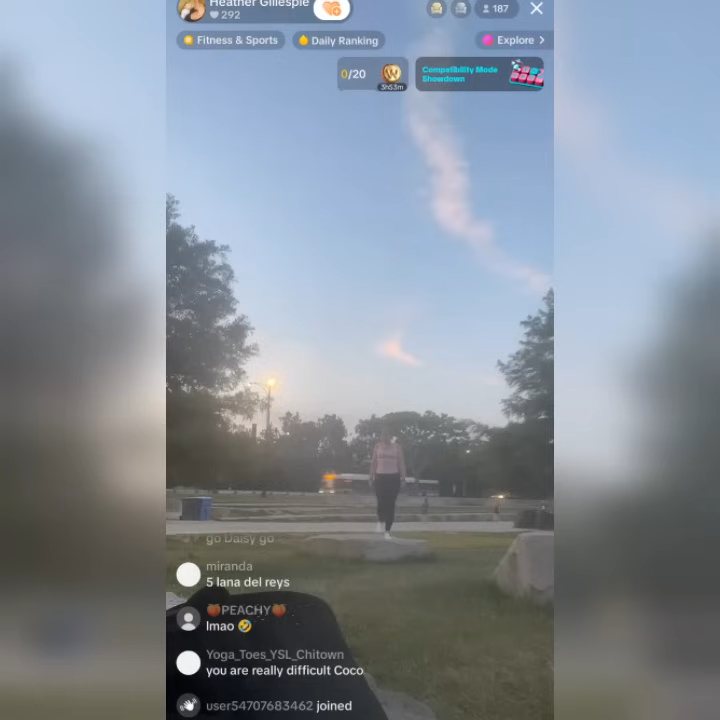 Heather Gillespie
292
187
Fitness & Sports
Daily Ranking
Explore >
0/20
3h53m
Compatibility Mode
Showdown
go Daisy go
miranda
5 lana del reys
🍑PEACHY🍑
lmao 🤣
Yoga_Toes_YSL_Chitown
you are really difficult Coco
user54707683462 joined